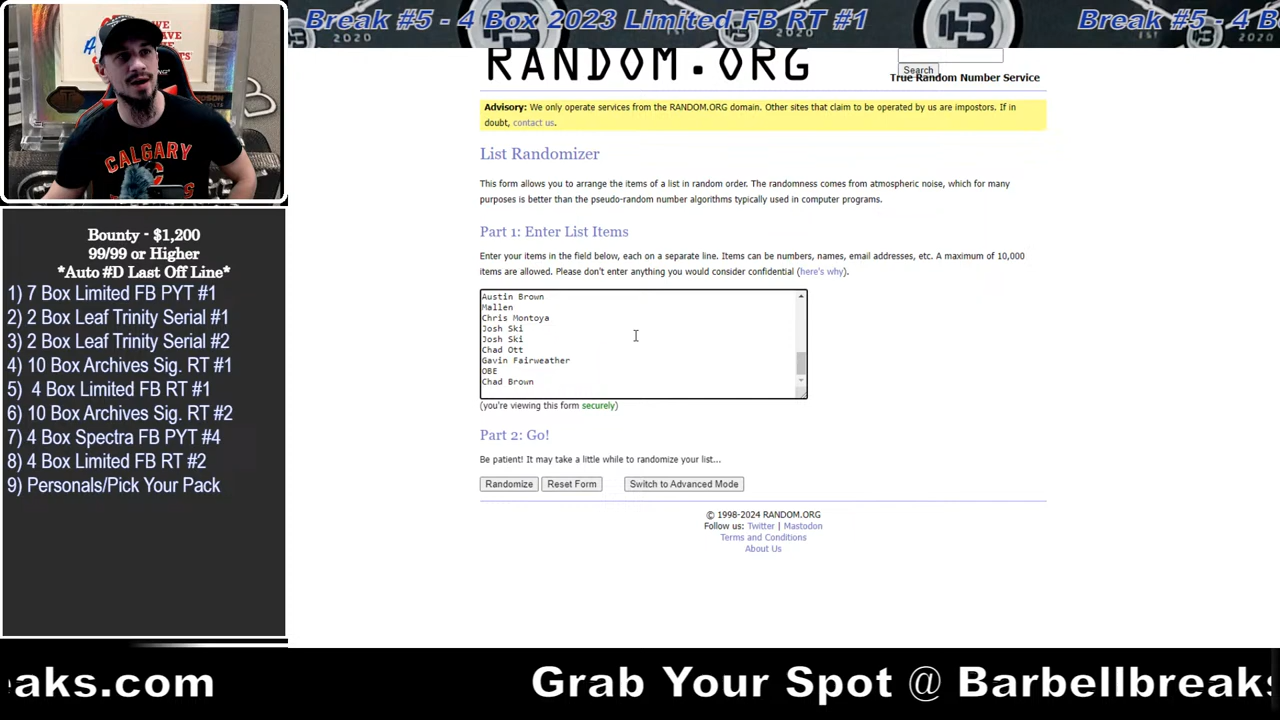 Break #5 - 4 Box 2023 Limited FB RT #1
Break #5 - 4 B
2020
2020
WE
AVE
CALGARY
C
Bounty - $1,200
99/99 or Higher
*Auto #D Last Off Line*
1) 7 Box Limited FB PYT #1
2) 2 Box Leaf Trinity Serial #1
3) 2 Box Leaf Trinity Serial #2
4) 10 Box Archives Sig. RT #1
5) 4 Box Limited FB RT #1
6) 10 Box Archives Sig. RT #2
7) 4 Box Spectra FB PYT #4
8) 4 Box Limited FB RT #2
9) Personals/Pick Your Pack
RANDOM.ORG
Search
True Random Number Service
Advisory: We only operate services from the RANDOM.ORG domain. Other sites that claim to be operated by us are impostors. If in
doubt, contact us.
List Randomizer
This form allows you to arrange the items of a list in random order. The randomness comes from atmospheric noise, which for many
purposes is better than the pseudo-random number algorithms typically used in computer programs.
Part 1: Enter List Items
Enter your items in the field below, each on a separate line. Items can be numbers, names, email addresses, etc. A maximum of 10,000
items are allowed. Please don't enter anything you would consider confidential (here's why).
Austin Brown
Mallen
Chris Montoya
Josh Ski
Josh Ski
Chad Ott
Gavin Fairweather
OBE
Chad Brown
(you're viewing this form securely)
Part 2: Go!
Be patient! It may take a little while to randomize your list...
Randomize
Reset Form
Switch to Advanced Mode
© 1998-2024 RANDOM.ORG
Follow us: Twitter | Mastodon
Terms and Conditions
About Us
eaks.com
Grab Your Spot @ Barbellbreaks